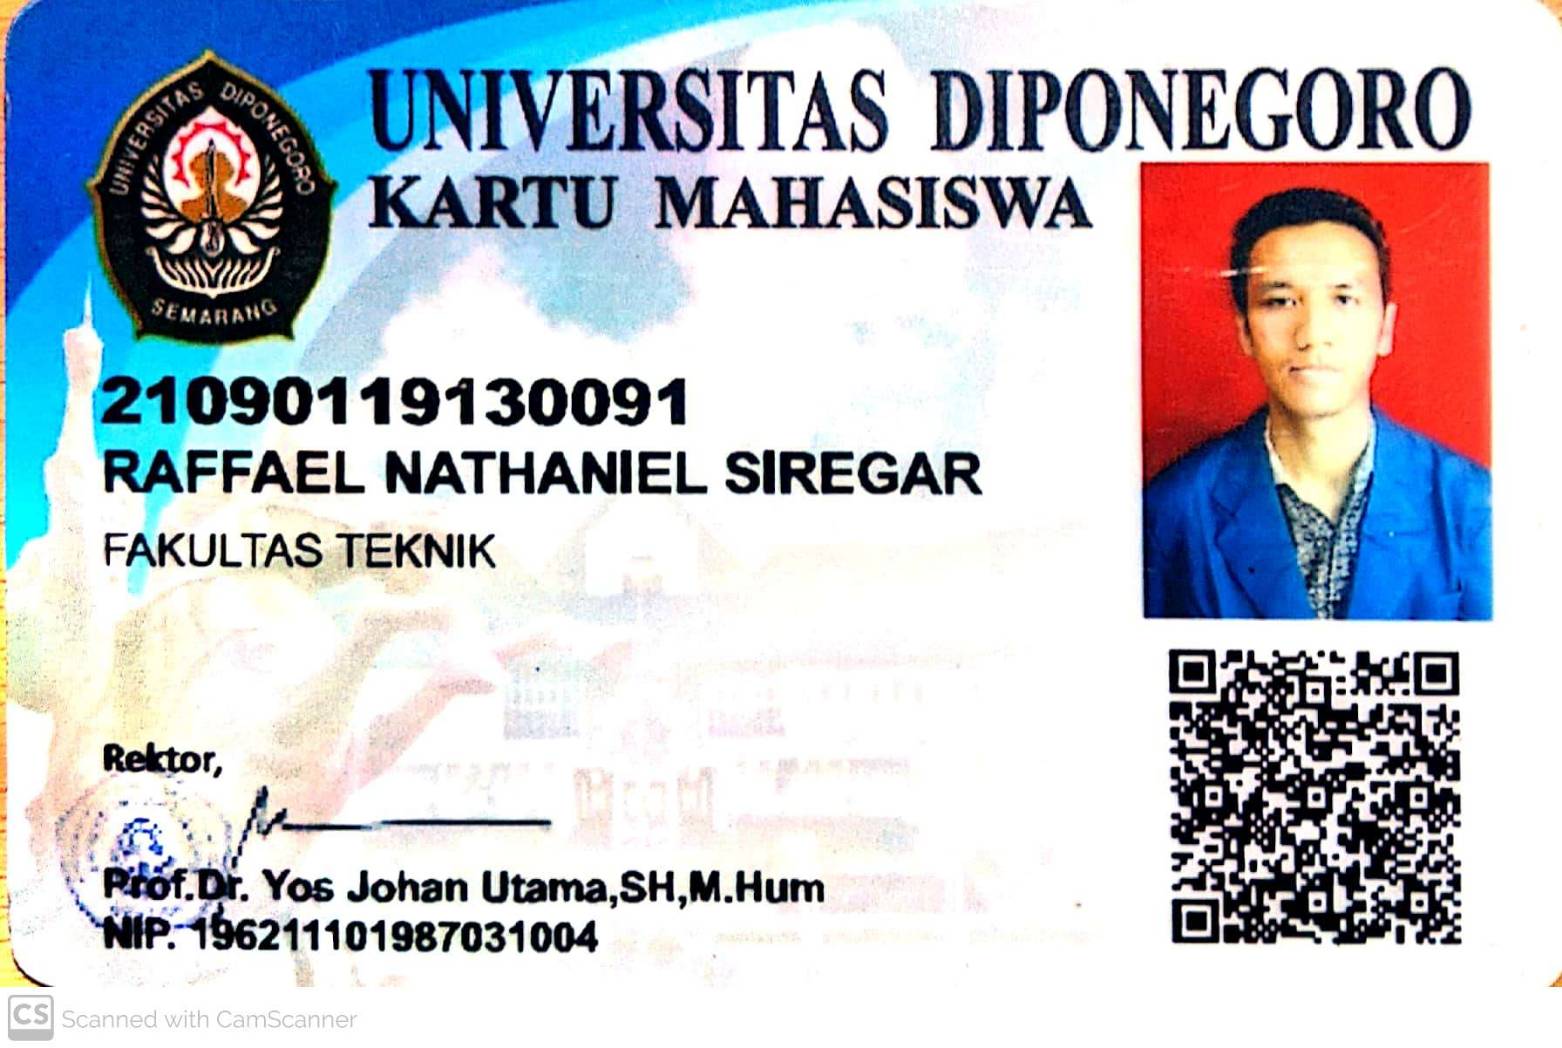 UNIVERSITAS DIPONEGORO
SEMARANG
UNIVERSITAS DIPONEGORO
KARTU MAHASISWA
21090119130091
RAFFAEL NATHANIEL SIREGAR
FAKULTAS TEKNIK
Rektor,
Prof.Dr. Yos Johan Utama,SH,M.Hum
NIP. 196211101987031004
CS Scanned with CamScanner